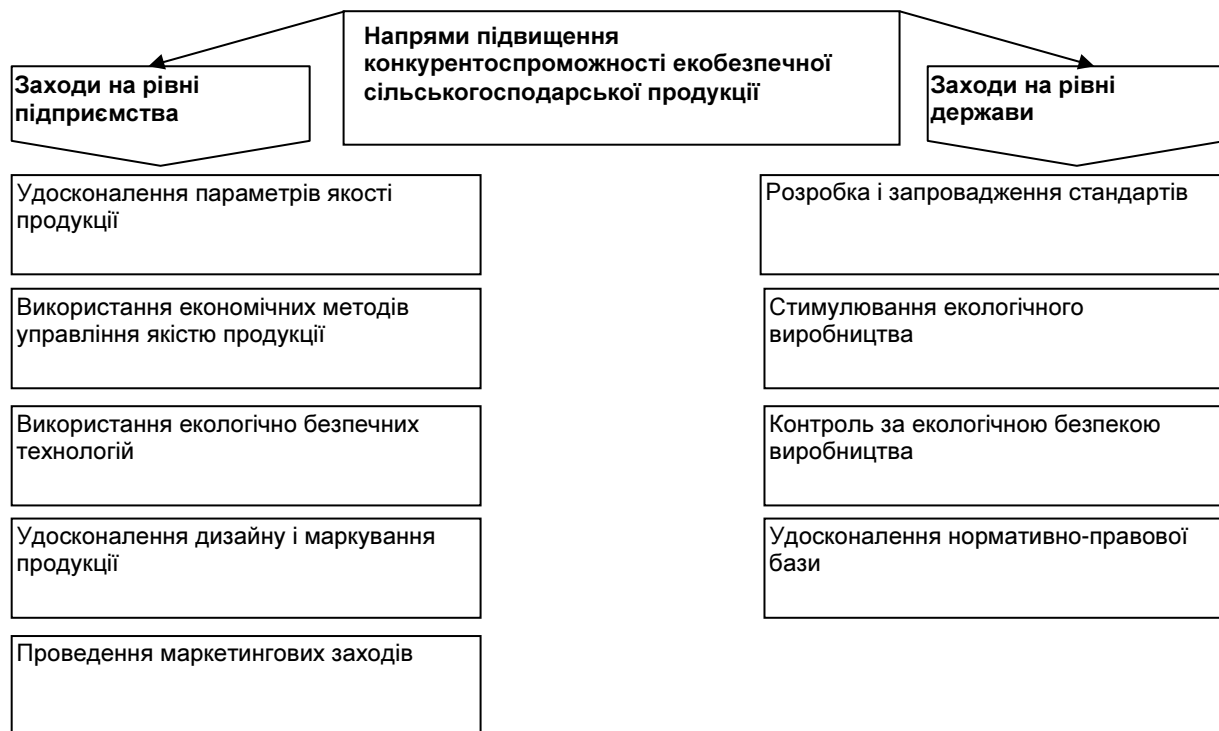 Напрями підвищення
конкурентоспроможності екобезпечної
сільськогосподарської продукції
Заходи на рівні
підприємства
Заходи на рівні
держави
Удосконалення параметрів якості
продукції
Розробка і запровадження стандартів
Використання економічних методів
управління якістю продукції
Стимулювання екологічного
виробництва
Використання екологічно безпечних
технологій
Контроль за екологічною безпекою
виробництва
Удосконалення дизайну і маркування
продукції
Удосконалення нормативно-правової
бази
Проведення маркетингових заходів